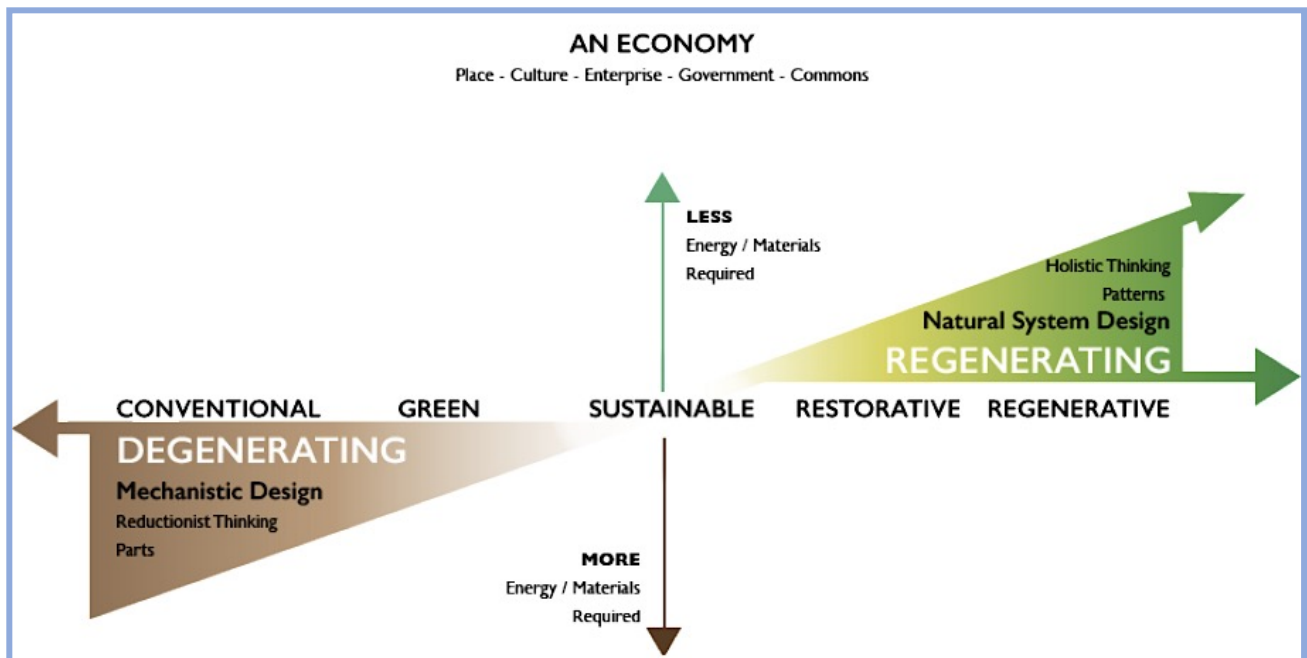 AN ECONOMY
Place - Culture - Enterprise - Government - Commons
LESS
Energy / Materials
Required
Holistic Thinking
Patterns
Natural System Design
REGENERATING
CONVENTIONAL GREEN SUSTAINABLE RESTORATIVE REGENERATIVE
DEGENERATING
Mechanistic Design
Reductionist Thinking
Parts
MORE
Energy / Materials
Required